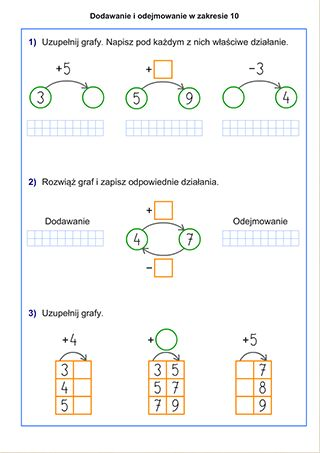 Dodawanie i odejmowanie w zakresie 10
1) Uzupełnij grafy. Napisz pod każdym z nich właściwe działanie.
+5 + −3
3 5 9 4
2) Rozwiąż graf i zapisz odpowiednie działania.
Dodawanie + Odejmowanie
4 7
−
3) Uzupełnij grafy.
+4 + +5
3 3 5 7
4 5 7 8
5 7 9 9